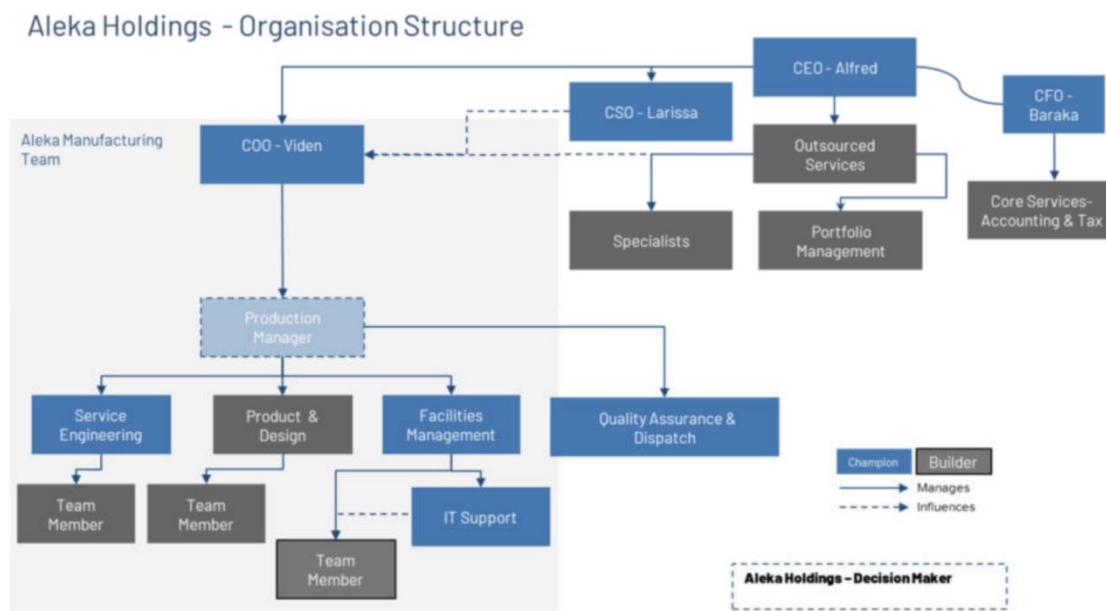 Aleka Holdings - Organisation Structure
CEO - Alfred
CFO -
Baraka
CSO - Larissa
Aleka Manufacturing
Team
COO - Viden
Outsourced
Services
Core Services-
Accounting & Tax
Specialists
Portfolio
Management
Production
Manager
Service
Engineering
Product &
Design
Facilities
Management
Quality Assurance &
Dispatch
Champion
Builder
Manages
Influences
Team
Member
Team
Member
IT Support
Team
Member
Aleka Holdings – Decision Maker